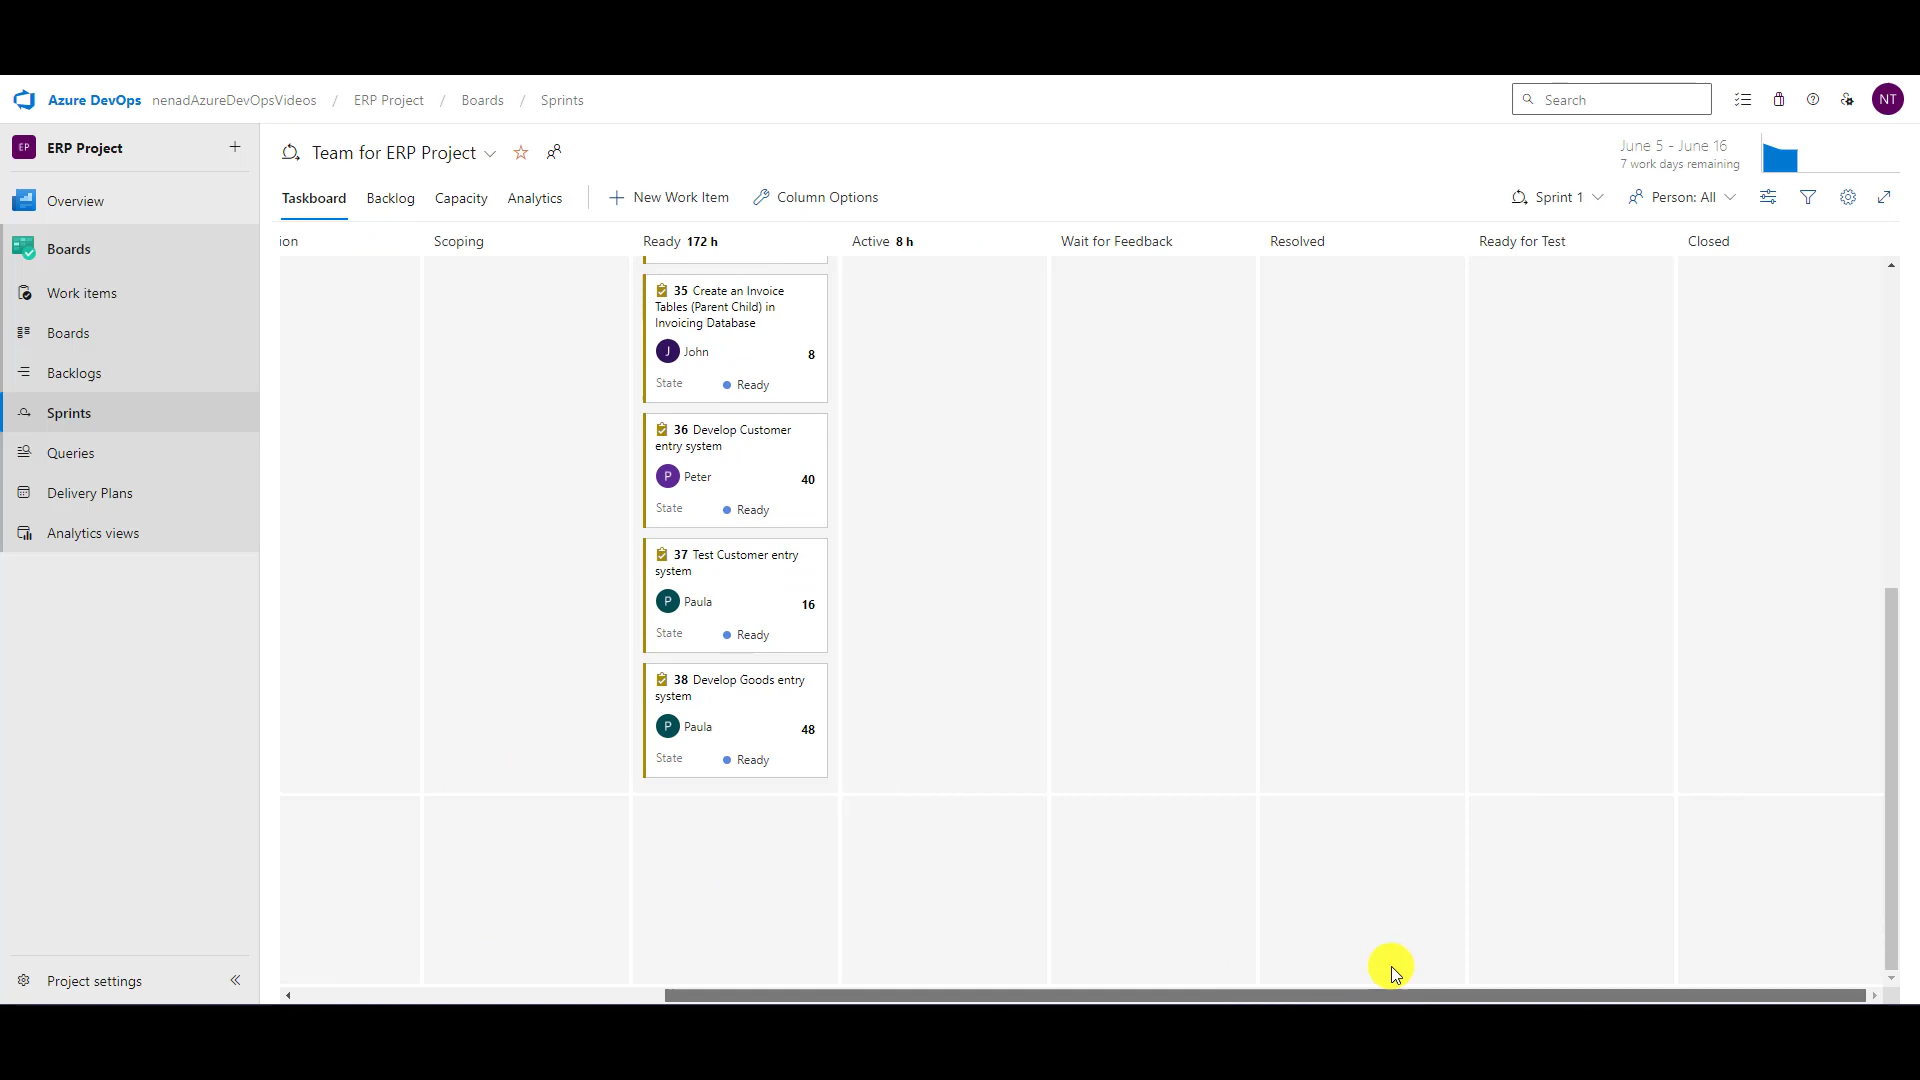 Azure DevOps nenadAzureDevOpsVideos / ERP Project / Boards / Sprints
Search
NT
EP ERP Project
Overview
Boards
Work items
Boards
Backlogs
Sprints
Queries
Delivery Plans
Analytics views
Project settings
Team for ERP Project
June 5 - June 16
7 work days remaining
Taskboard Backlog Capacity Analytics New Work Item Column Options Sprint 1 Person: All
ion Scoping Ready 172 h Active 8 h Wait for Feedback Resolved Ready for Test Closed
35 Create an Invoice
Tables (Parent Child) in
Invoicing Database
J John 8
State Ready
36 Develop Customer
entry system
P Peter 40
State Ready
37 Test Customer entry
system
P Paula 16
State Ready
38 Develop Goods entry
system
P Paula 48
State Ready